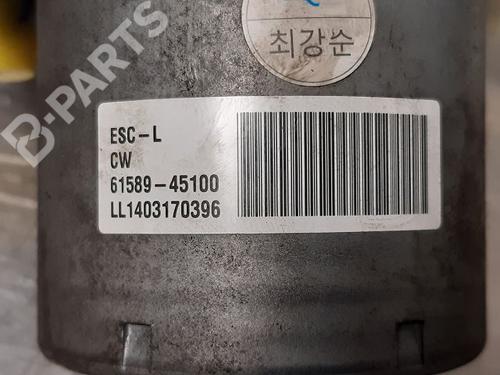 최강순
B-PARTS
ESC-L
CW
61589-45100
LL1403170396